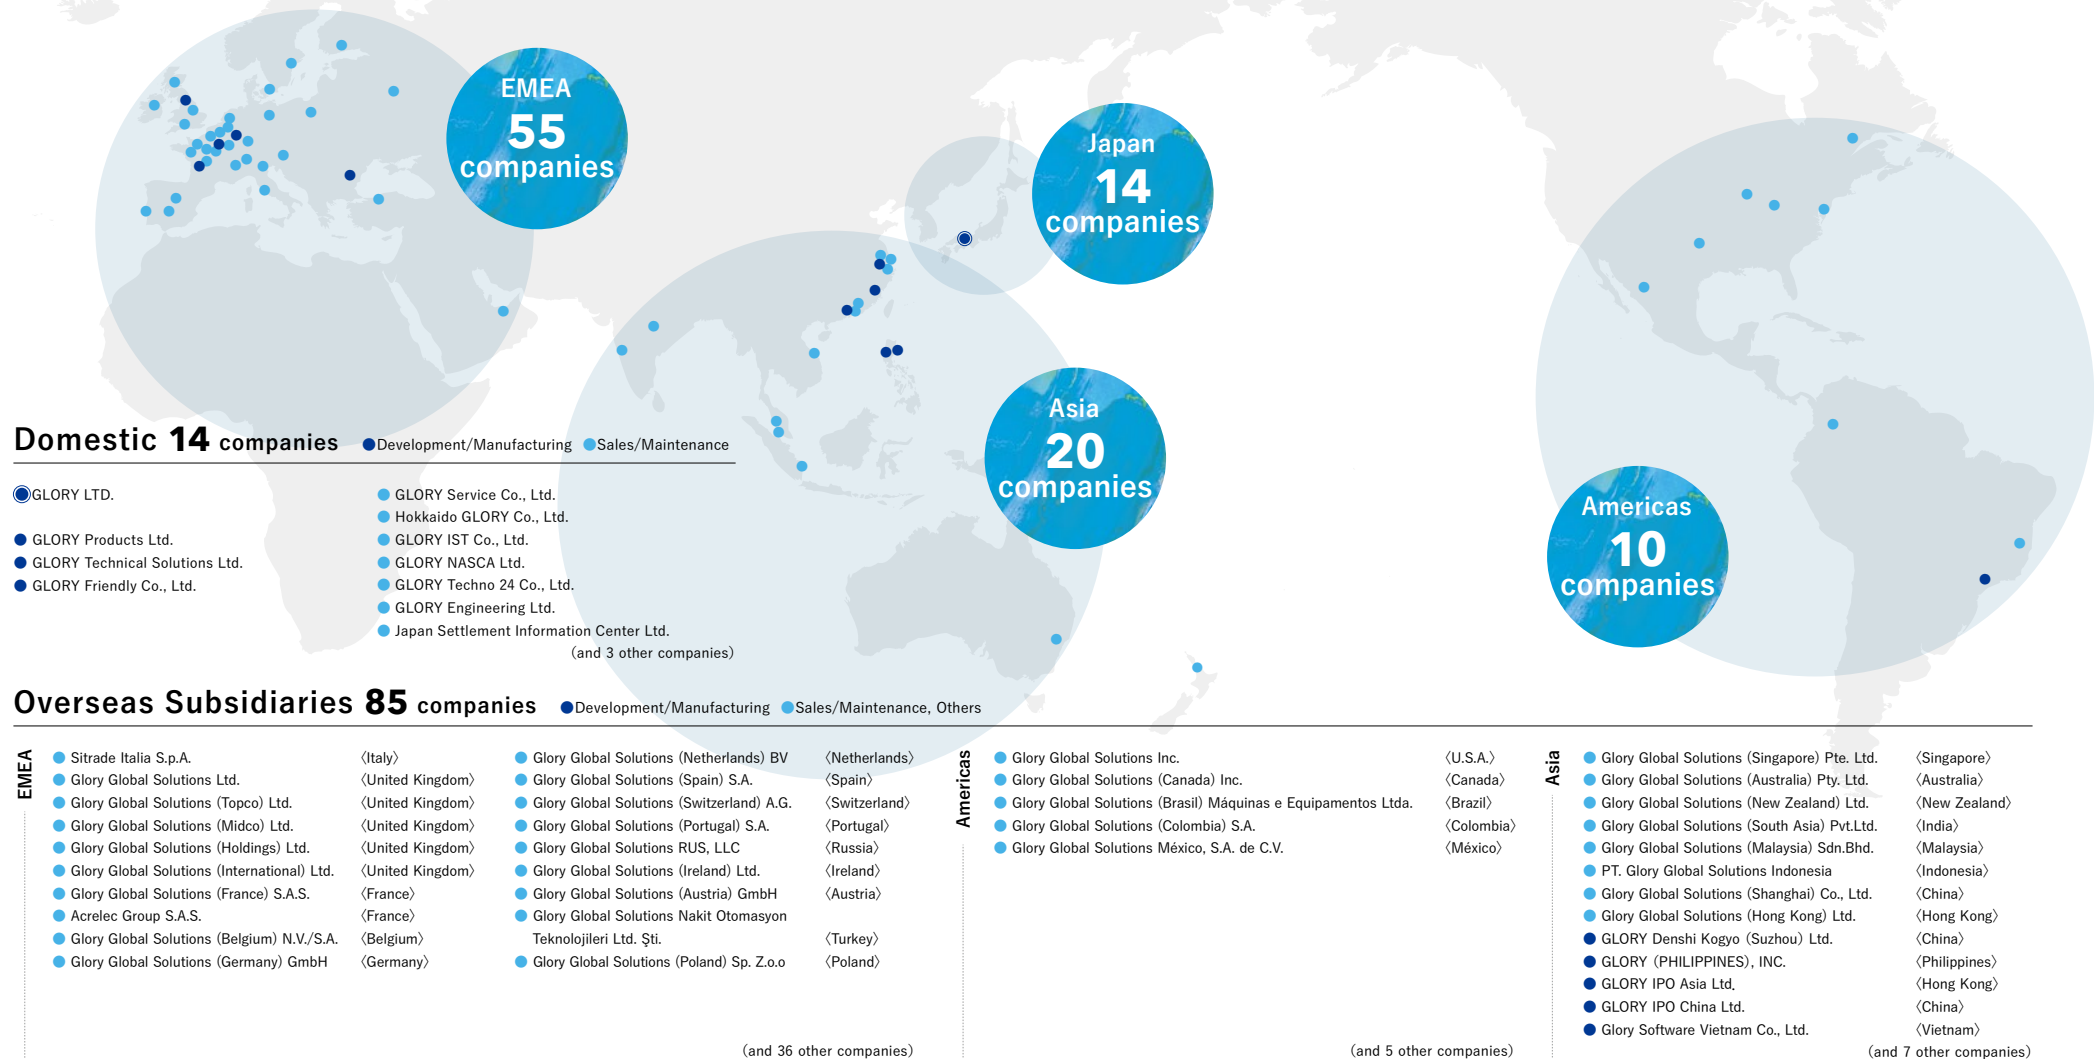 EMEA
55
companies
Japan
14
companies
Asia
20
companies
Americas
10
companies
Domestic 14 companies ●Development/Manufacturing ●Sales/Maintenance
GLORY LTD.
GLORY Products Ltd.
GLORY Technical Solutions Ltd.
GLORY Friendly Co., Ltd.
GLORY Service Co., Ltd.
Hokkaido GLORY Co., Ltd.
GLORY IST Co., Ltd.
GLORY NASCA Ltd.
GLORY Techno 24 Co., Ltd.
GLORY Engineering Ltd.
Japan Settlement Information Center Ltd.
(and 3 other companies)
Overseas Subsidiaries 85 companies ●Development/Manufacturing ●Sales/Maintenance, Others
EMEA
Sitrade Italia S.p.A. 〈Italy〉
Glory Global Solutions Ltd. 〈United Kingdom〉
Glory Global Solutions (Topco) Ltd. 〈United Kingdom〉
Glory Global Solutions (Midco) Ltd. 〈United Kingdom〉
Glory Global Solutions (Holdings) Ltd. 〈United Kingdom〉
Glory Global Solutions (International) Ltd. 〈United Kingdom〉
Glory Global Solutions (France) S.A.S. 〈France〉
Acrelec Group S.A.S. 〈France〉
Glory Global Solutions (Belgium) N.V./S.A. 〈Belgium〉
Glory Global Solutions (Germany) GmbH 〈Germany〉
Glory Global Solutions (Netherlands) BV 〈Netherlands〉
Glory Global Solutions (Spain) S.A. 〈Spain〉
Glory Global Solutions (Switzerland) A.G. 〈Switzerland〉
Glory Global Solutions (Portugal) S.A. 〈Portugal〉
Glory Global Solutions RUS, LLC 〈Russia〉
Glory Global Solutions (Ireland) Ltd. 〈Ireland〉
Glory Global Solutions (Austria) GmbH 〈Austria〉
Glory Global Solutions Nakit Otomasyon
Teknolojileri Ltd. Şti. 〈Turkey〉
Glory Global Solutions (Poland) Sp. Z.o.o 〈Poland〉
(and 36 other companies)
Americas
Glory Global Solutions Inc. 〈U.S.A.〉
Glory Global Solutions (Canada) Inc. 〈Canada〉
Glory Global Solutions (Brasil) Máquinas e Equipamentos Ltda. 〈Brazil〉
Glory Global Solutions (Colombia) S.A. 〈Colombia〉
Glory Global Solutions México, S.A. de C.V. 〈México〉
(and 5 other companies)
Asia
Glory Global Solutions (Singapore) Pte. Ltd. 〈Singapore〉
Glory Global Solutions (Australia) Pty. Ltd. 〈Australia〉
Glory Global Solutions (New Zealand) Ltd. 〈New Zealand〉
Glory Global Solutions (South Asia) Pvt.Ltd. 〈India〉
Glory Global Solutions (Malaysia) Sdn.Bhd. 〈Malaysia〉
PT. Glory Global Solutions Indonesia 〈Indonesia〉
Glory Global Solutions (Shanghai) Co., Ltd. 〈China〉
Glory Global Solutions (Hong Kong) Ltd. 〈Hong Kong〉
GLORY Denshi Kogyo (Suzhou) Ltd. 〈China〉
GLORY (PHILIPPINES), INC. 〈Philippines〉
GLORY IPO Asia Ltd. 〈Hong Kong〉
GLORY IPO China Ltd. 〈China〉
Glory Software Vietnam Co., Ltd. 〈Vietnam〉
(and 7 other companies)